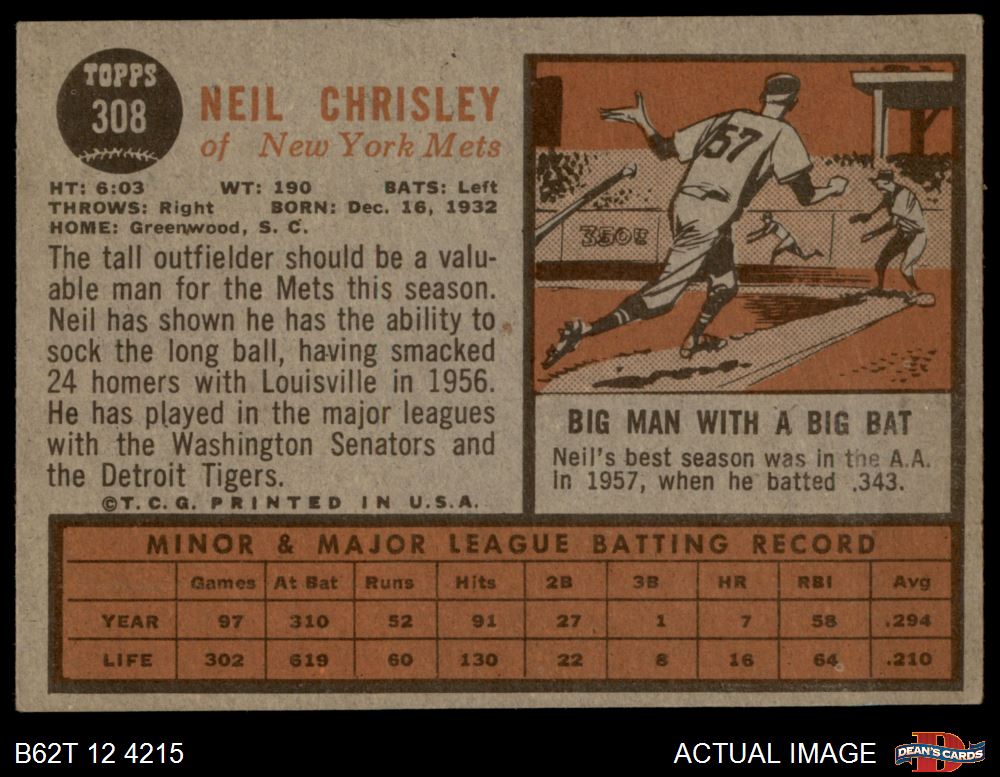 TOPPS
308
NEIL CHRISLEY
of New York Mets
HT: 6:03 WT: 190 BATS: Left
THROWS: Right BORN: Dec. 16, 1932
HOME: Greenwood, S. C.
The tall outfielder should be a valu-
able man for the Mets this season.
Neil has shown he has the ability to
sock the long ball, having smacked
24 homers with Louisville in 1956.
He has played in the major leagues
with the Washington Senators and
the Detroit Tigers.
©T. C. G. PRINTED IN U.S.A.
57
350FT
BIG MAN WITH A BIG BAT
Neil's best season was in the A.A.
in 1957, when he batted .343.
MINOR & MAJOR LEAGUE BATTING RECORD
Games At Bat Runs Hits 2B 3B HR RBI Avg
YEAR 97 310 52 91 27 1 7 58 .294
LIFE 302 619 60 130 22 8 16 64 .210
B62T 12 4215 ACTUAL IMAGE D DEAN'S CARDS